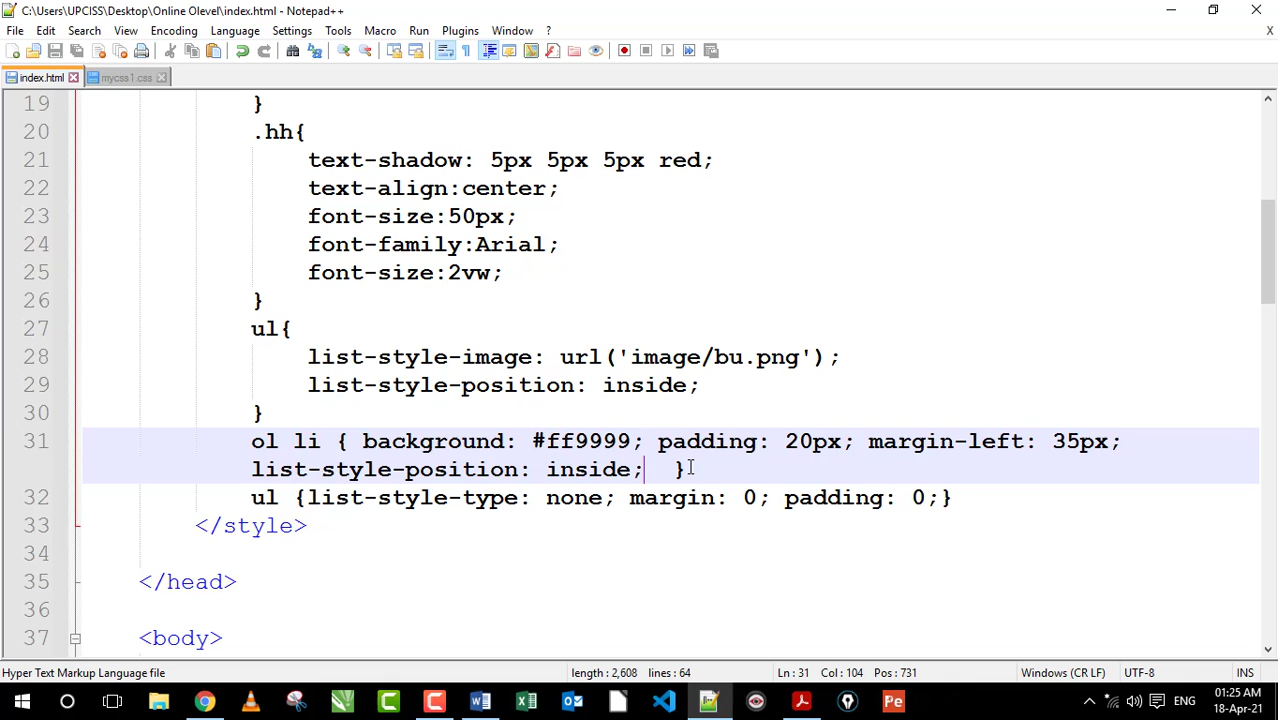 C:\Users\UPCISS\Desktop\Online Olevel\index.html - Notepad++
File Edit Search View Encoding Language Settings Tools Macro Run Plugins Window ? X
index.html mycss1.css
19 }
20 .hh{
21 text-shadow: 5px 5px 5px red;
22 text-align:center;
23 font-size:50px;
24 font-family:Arial;
25 font-size:2vw;
26 }
27 ul{
28 list-style-image: url('image/bu.png');
29 list-style-position: inside;
30 }
31 ol li { background: #ff9999; padding: 20px; margin-left: 35px;
list-style-position: inside; }
32 ul {list-style-type: none; margin: 0; padding: 0;}
33 </style>
34
35 </head>
36
37 <body>
Hyper Text Markup Language file length : 2,608 lines : 64 Ln : 31 Col : 104 Pos : 731 Windows (CR LF) UTF-8 INS
ENG 01:25 AM
18-Apr-21